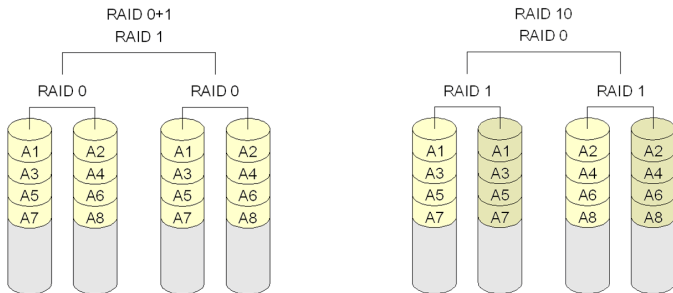 RAID 0+1
RAID 1
RAID 0 RAID 0
A1 A2 A1 A2
A3 A4 A3 A4
A5 A6 A5 A6
A7 A8 A7 A8
RAID 10
RAID 0
RAID 1 RAID 1
A1 A1 A2 A2
A3 A3 A4 A4
A5 A5 A6 A6
A7 A7 A8 A8